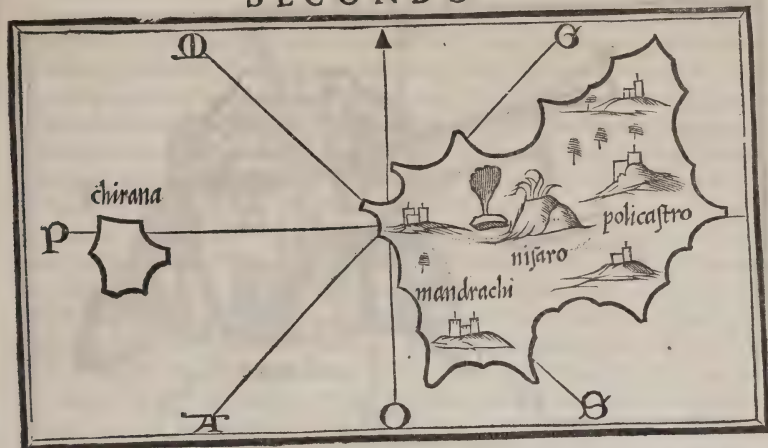 SECONDO
M
G
chirana
P
policaſtro
niſaro
mandrachi
A
O
S